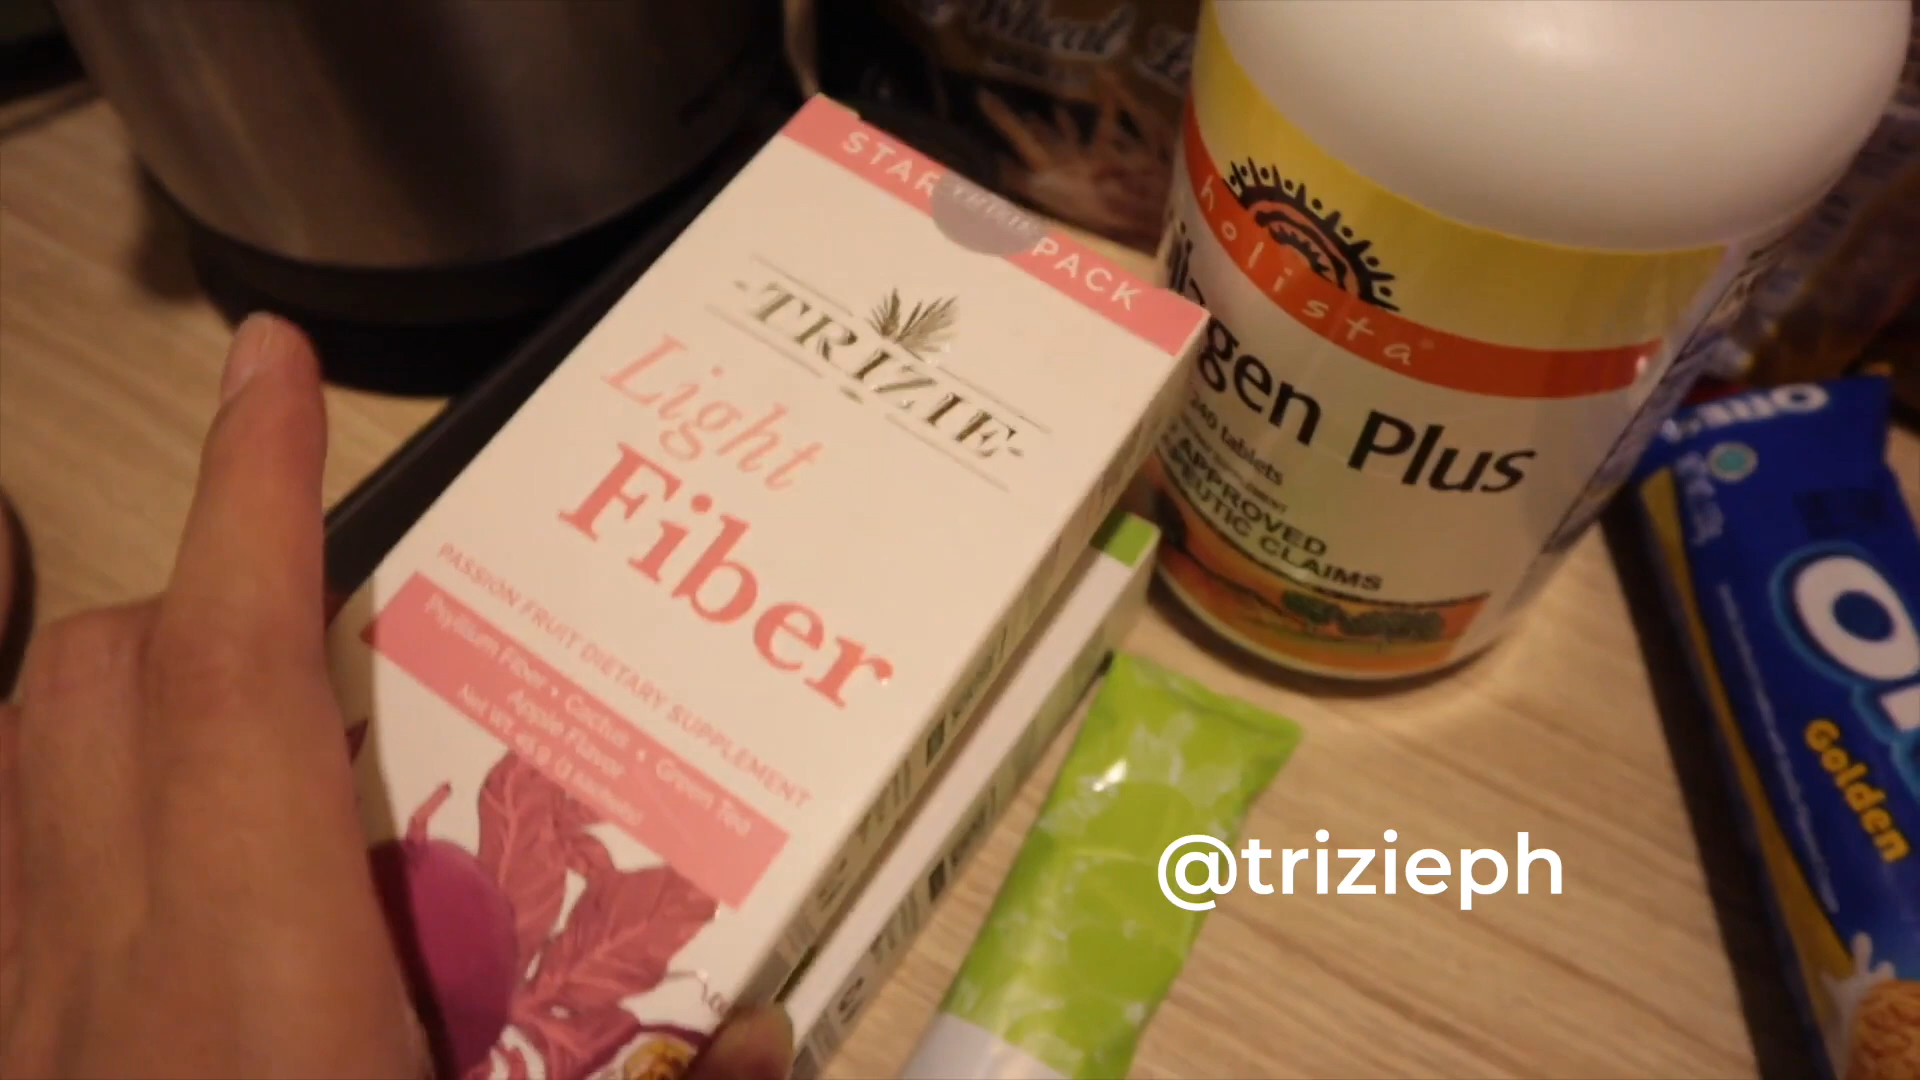 STAR PACK
TRIZIE
Light
Fiber
PASSION FRUIT DIETARY SUPPLEMENT
Psyllium Fiber • Cactus • Green Tea
Apple Flavor
holista
gen Plus
240 tablets
APPROVED
CLAIMS
Golden
Wheat
@trizieph